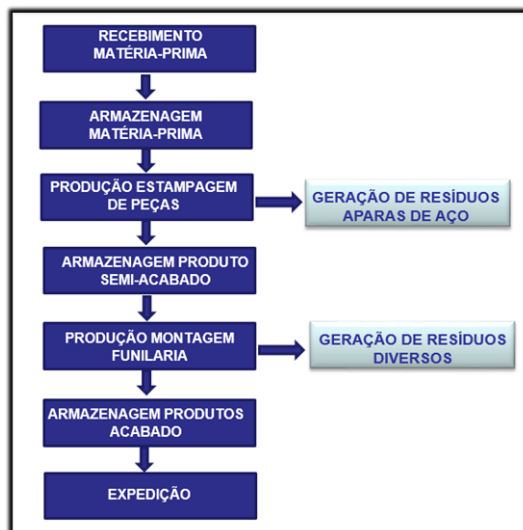 RECEBIMENTO
MATÉRIA-PRIMA
ARMAZENAGEM
MATÉRIA-PRIMA
PRODUÇÃO ESTAMPAGEM
DE PEÇAS
GERAÇÃO DE RESÍDUOS
APARAS DE AÇO
ARMAZENAGEM PRODUTO
SEMI-ACABADO
PRODUÇÃO MONTAGEM
FUNILARIA
GERAÇÃO DE RESÍDUOS
DIVERSOS
ARMAZENAGEM PRODUTOS
ACABADO
EXPEDIÇÃO